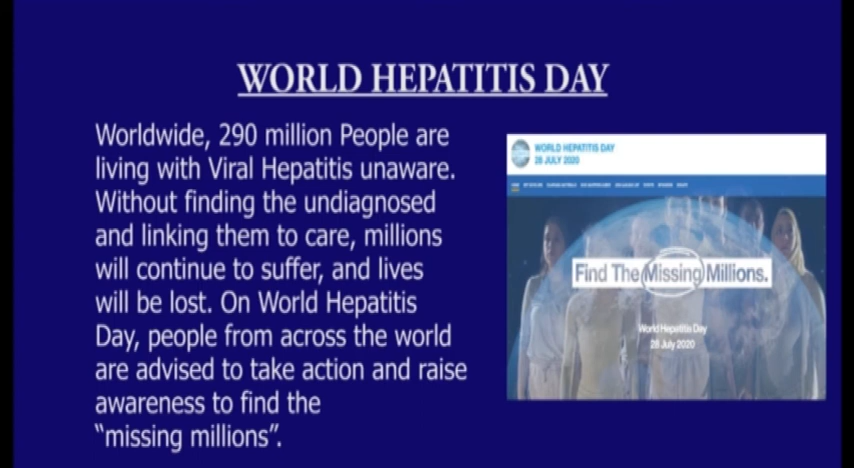 WORLD HEPATITIS DAY
Worldwide, 290 million People are
living with Viral Hepatitis unaware.
Without finding the undiagnosed
and linking them to care, millions
will continue to suffer, and lives
will be lost. On World Hepatitis
Day, people from across the world
are advised to take action and raise
awareness to find the
“missing millions”.
WORLD HEPATITIS DAY
28 JULY 2020
Find The Missing Millions.
World Hepatitis Day
28 July 2020